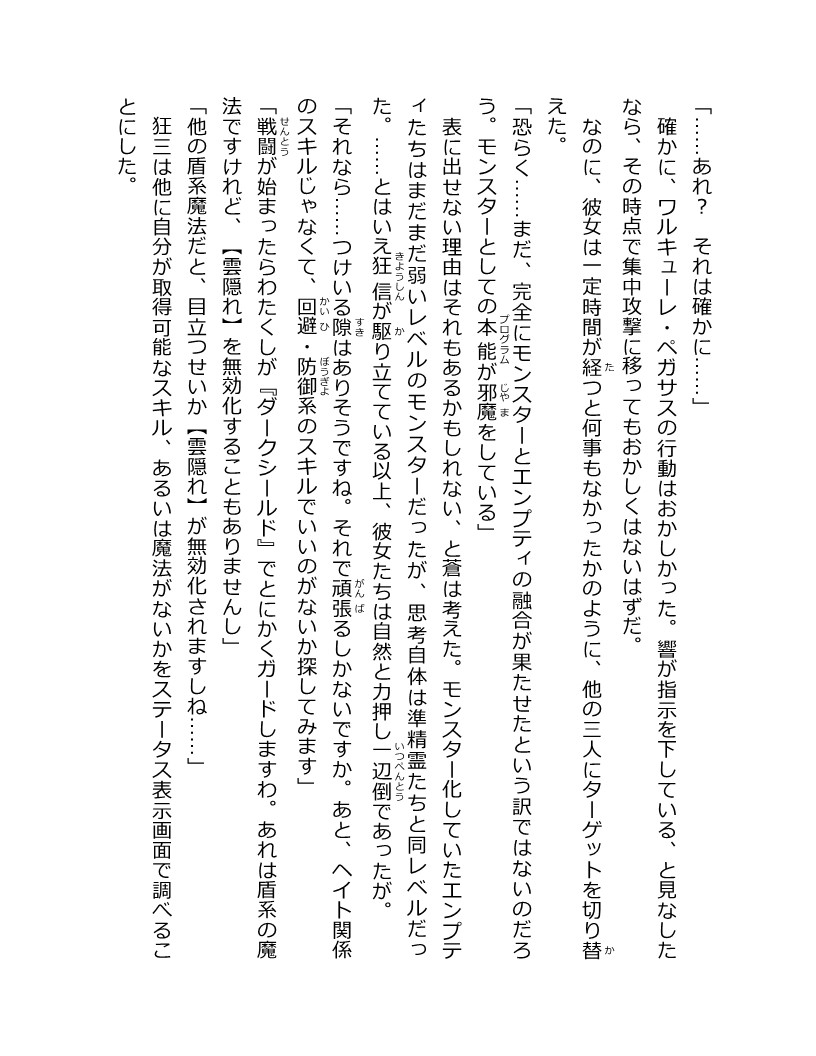 「……あれ？　それは確かに……」
　確かに、ワルキューレ・ペガサスの行動はおかしかった。響が指示を下している、と見なした
なら、その時点で集中攻撃に移ってもおかしくはないはずだ。
　なのに、彼女は一定時間が経つと何事もなかったかのように、他の三人にターゲットを切り替
えた。
「恐らく……まだ、完全にモンスターとエンプティの融合が果たせたという訳ではないのだろ
う。モンスターとしての本能が邪魔をしている」
　表に出せない理由はそれもあるかもしれない、と蒼は考えた。モンスター化していたエンプテ
ィたちはまだまだ弱いレベルのモンスターだったが、思考自体は準精霊たちと同レベルだっ
た。……とはいえ狂信が駆り立てている以上、彼女たちは自然と力押し一辺倒であったが。
「それなら……つけいる隙はありそうですね。それで頑張るしかないですか。あと、ヘイト関係
のスキルじゃなくて、回避・防御系のスキルでいいのがないか探してみます」
「戦闘が始まったらわたくしが『ダークシールド』でとにかくガードしますわ。あれは盾系の魔
法ですけれど、【雲隠れ】を無効化することもありませんし」
「他の盾系魔法だと、目立つせいか【雲隠れ】が無効化されますしね……」
　狂三は他に自分が取得可能なスキル、あるいは魔法がないかをステータス表示画面で調べるこ
とにした。